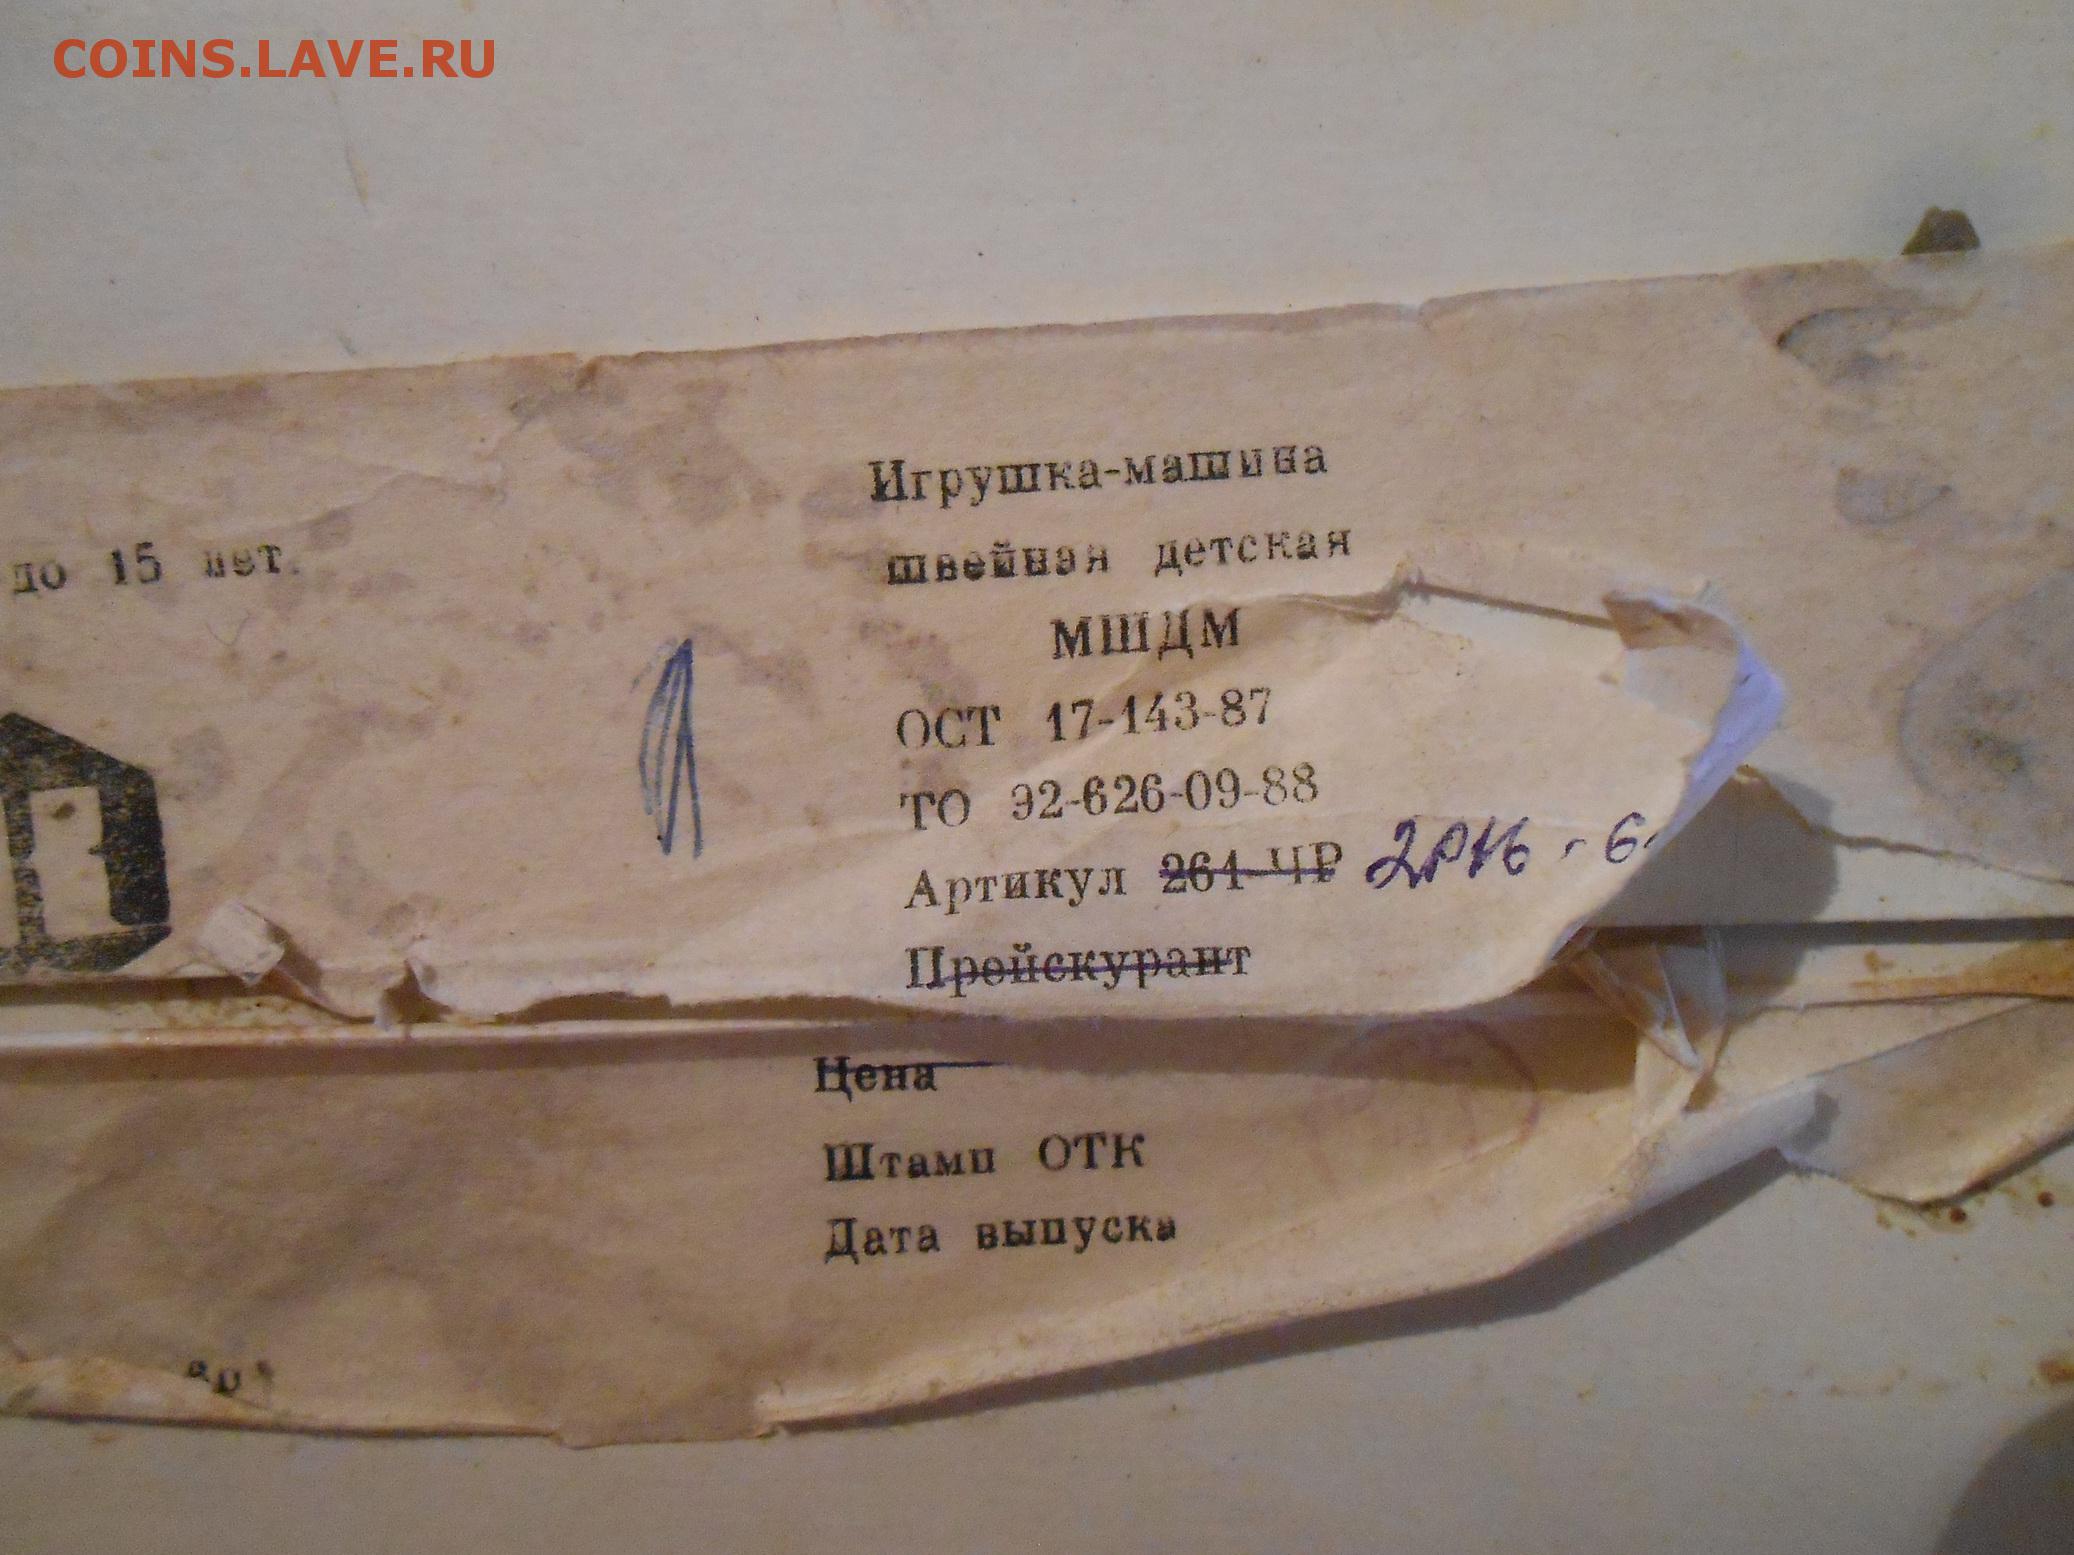 COINS.LAVE.RU
до 15 лет.
Игрушка-машина
швейная детская
МШДМ
ОСТ 17-143-87
ТО 92-626-09-88
Артикул 261-ЧР
Прейскурант
Цена
Штамп ОТК
Дата выпуска